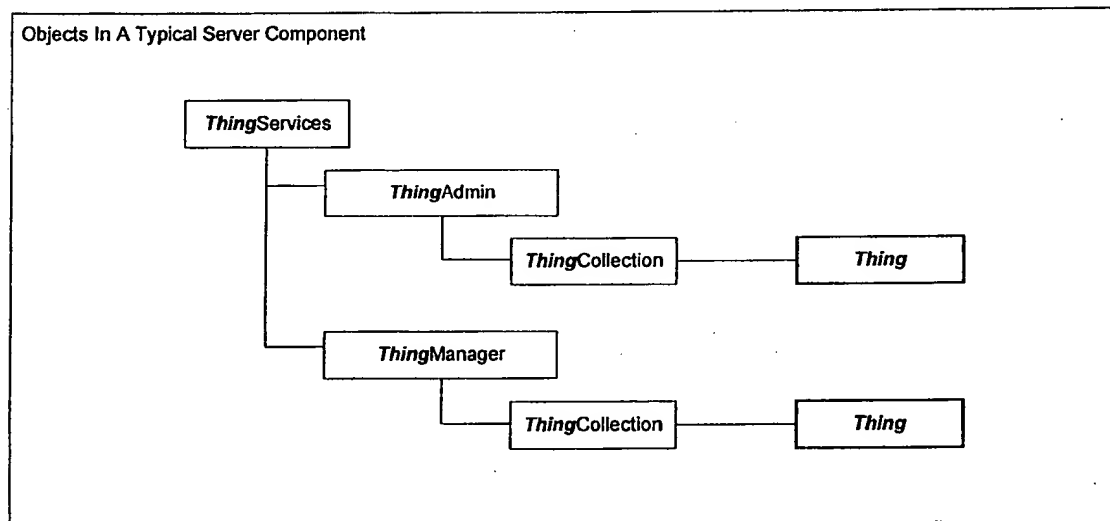 Objects In A Typical Server Component
ThingServices
ThingAdmin
ThingCollection
Thing
ThingManager
ThingCollection
Thing